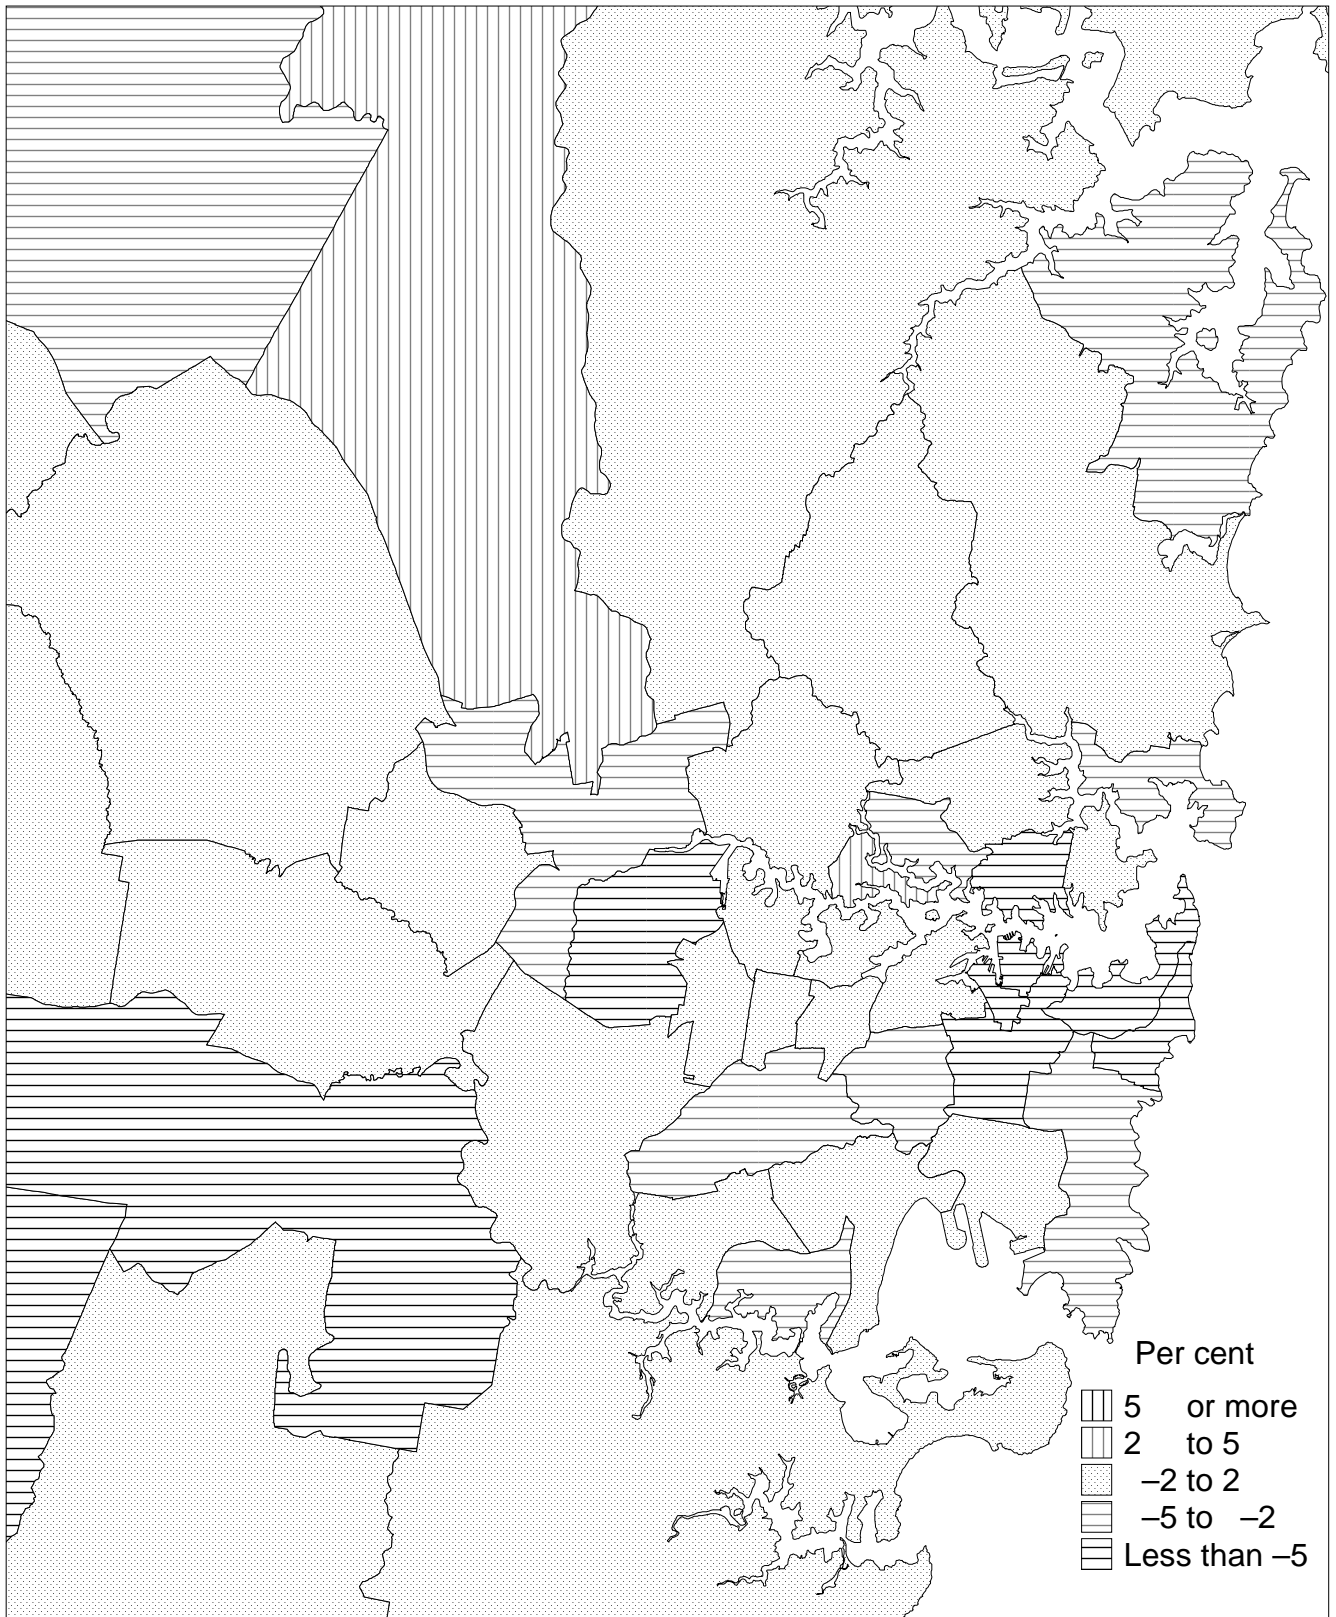 Per cent
5 or more
2 to 5
–2 to 2
–5 to –2
Less than –5